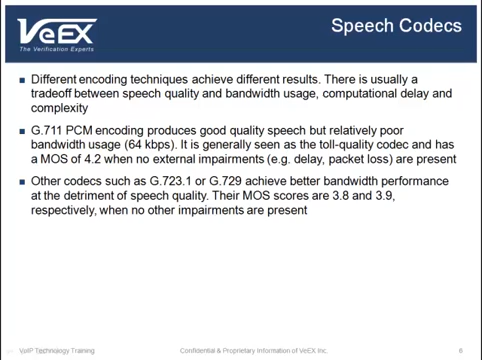 Speech Codecs
VeEX
The Verification Experts
Different encoding techniques achieve different results. There is usually a
tradeoff between speech quality and bandwidth usage, computational delay and
complexity
G.711 PCM encoding produces good quality speech but relatively poor
bandwidth usage (64 kbps). It is generally seen as the toll-quality codec and has
a MOS of 4.2 when no external impairments (e.g. delay, packet loss) are present
Other codecs such as G.723.1 or G.729 achieve better bandwidth performance
at the detriment of speech quality. Their MOS scores are 3.8 and 3.9,
respectively, when no other impairments are present
VoIP Technology Training
Confidential & Proprietary Information of VeEX Inc.
6